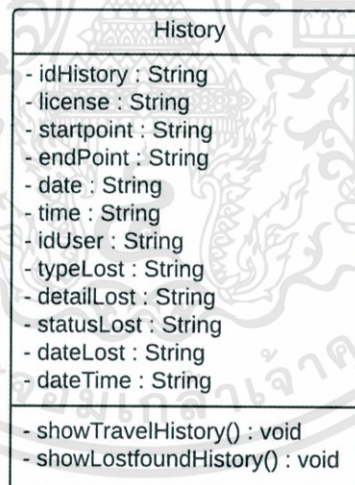 History
- idHistory : String
- license : String
- startpoint : String
- endPoint : String
- date : String
- time : String
- idUser : String
- typeLost : String
- detailLost : String
- statusLost : String
- dateLost : String
- dateTime : String
- showTravelHistory() : void
- showLostfoundHistory() : void